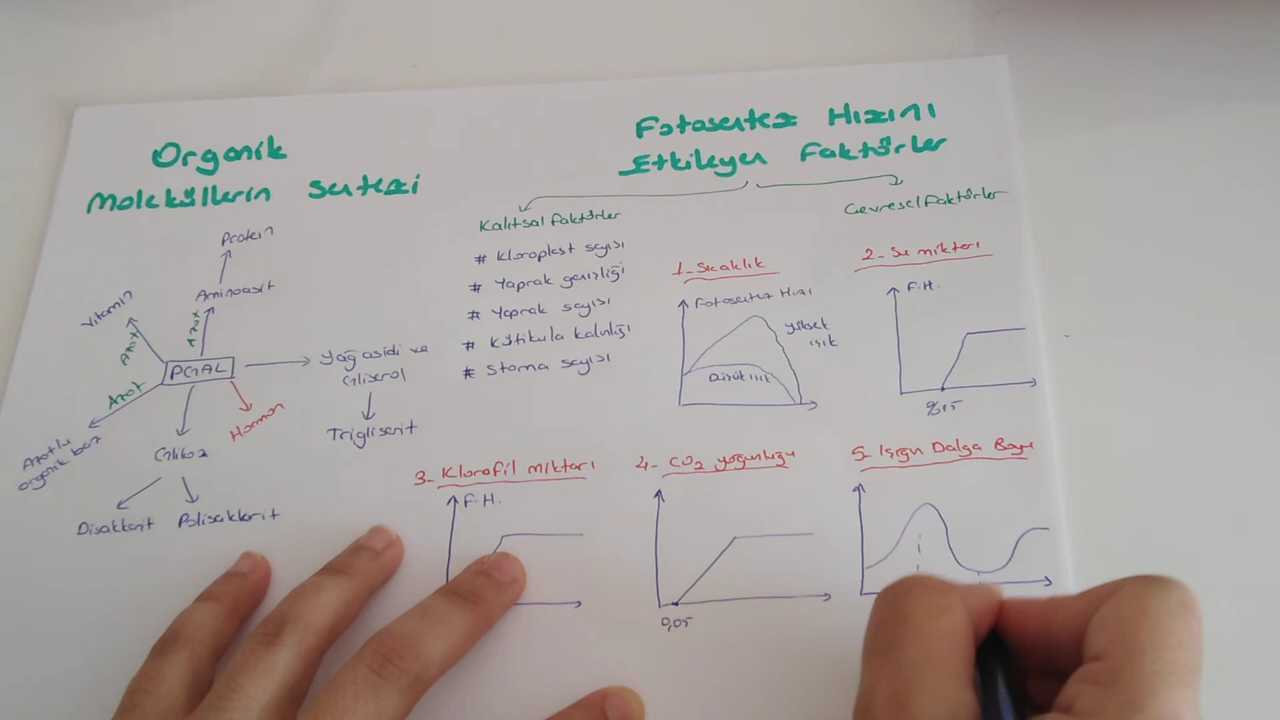 Organik
Moleküllerin Sentezi
Protein
Vitamin
Aminoasit
Azot
Azot
PGAL
Yağ asidi ve
Gliserol
Azot
Trigliserit
Hormon
Azotlu
organik baz
Glikoz
Disakkarit
Polisakkarit
Fotosentez Hızını
Etkileyen Faktörler
Kalıtsal Faktörler
# Kloroplast sayısı
# Yaprak genişliği
# Yaprak sayısı
# Kütikula kalınlığı
# Stoma sayısı
Çevresel Faktörler
1- Sıcaklık
Fotosentez Hızı
Yüksek
ışık
Düşük ışık
2- Su miktarı
F.H.
%15
3- Klorofil miktarı
F.H.
4- CO2 yoğunluğu
0,05
5- Işığın Dalga Boyu